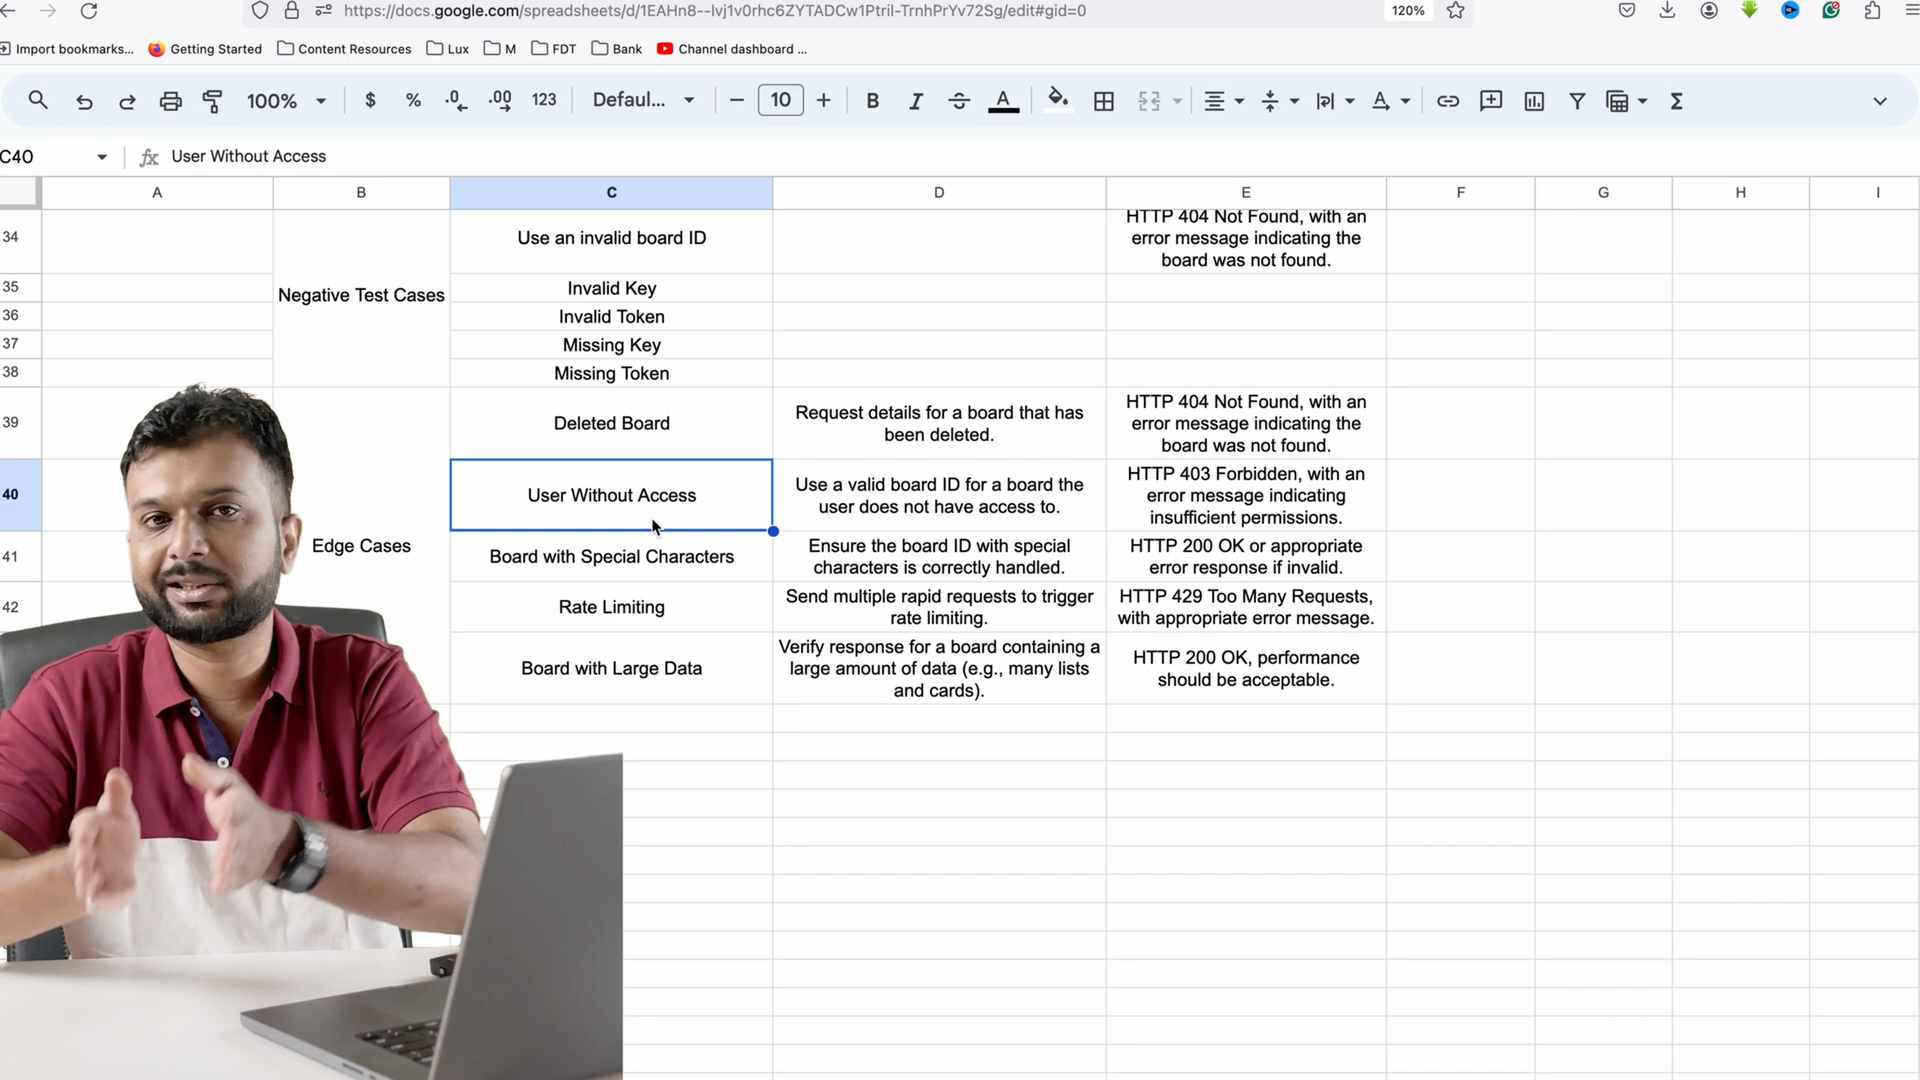 https://docs.google.com/spreadsheets/d/1EAHn8--lvj1v0rhc6ZYTADCw1Ptril-TrnhPrYv72Sg/edit#gid=0
120%
Import bookmarks...
Getting Started
Content Resources
Lux
M
FDT
Bank
Channel dashboard ...
100%
$
%
.0
.00
123
Defaul...
10
B
I
S
A
Σ
C40
fx
User Without Access
A
B
C
D
E
F
G
H
I
34
Use an invalid board ID
HTTP 404 Not Found, with an
error message indicating the
board was not found.
Negative Test Cases
35
Invalid Key
36
Invalid Token
37
Missing Key
38
Missing Token
39
Deleted Board
Request details for a board that has
been deleted.
HTTP 404 Not Found, with an
error message indicating the
board was not found.
40
User Without Access
Use a valid board ID for a board the
user does not have access to.
HTTP 403 Forbidden, with an
error message indicating
insufficient permissions.
Edge Cases
41
Board with Special Characters
Ensure the board ID with special
characters is correctly handled.
HTTP 200 OK or appropriate
error response if invalid.
42
Rate Limiting
Send multiple rapid requests to trigger
rate limiting.
HTTP 429 Too Many Requests,
with appropriate error message.
Board with Large Data
Verify response for a board containing a
large amount of data (e.g., many lists
and cards).
HTTP 200 OK, performance
should be acceptable.